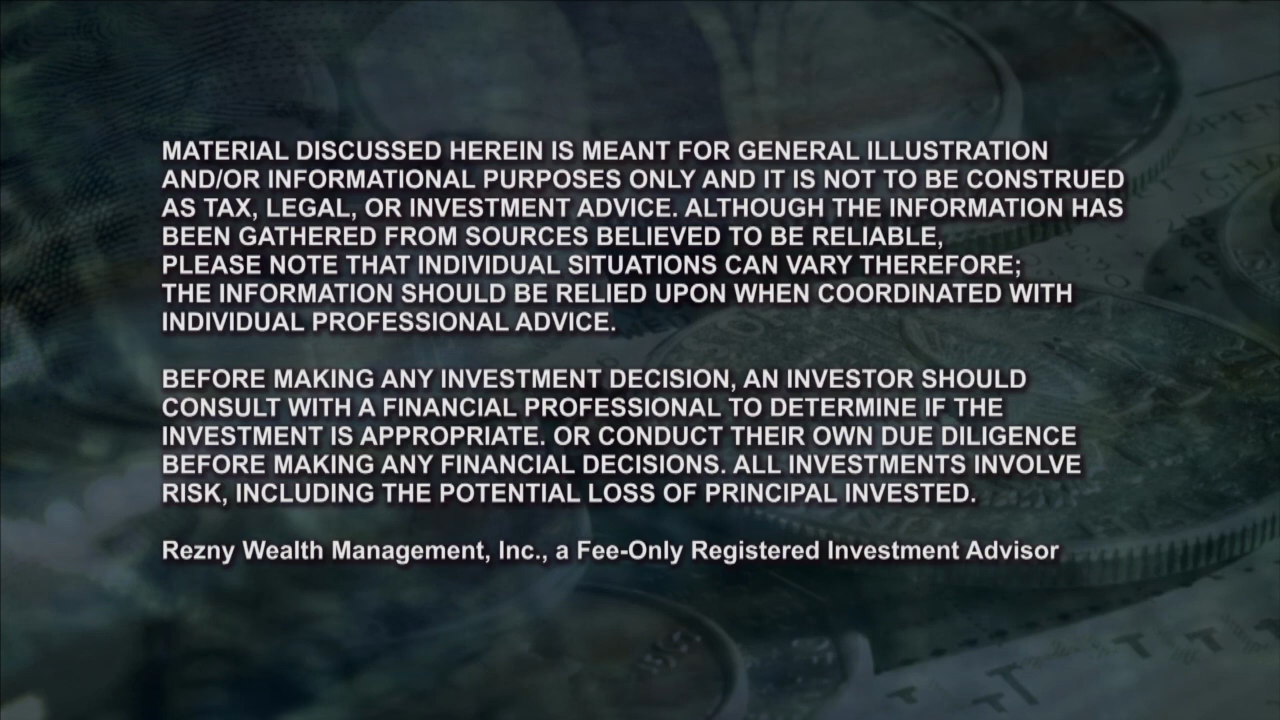 MATERIAL DISCUSSED HEREIN IS MEANT FOR GENERAL ILLUSTRATION
AND/OR INFORMATIONAL PURPOSES ONLY AND IT IS NOT TO BE CONSTRUED
AS TAX, LEGAL, OR INVESTMENT ADVICE. ALTHOUGH THE INFORMATION HAS
BEEN GATHERED FROM SOURCES BELIEVED TO BE RELIABLE,
PLEASE NOTE THAT INDIVIDUAL SITUATIONS CAN VARY THEREFORE;
THE INFORMATION SHOULD BE RELIED UPON WHEN COORDINATED WITH
INDIVIDUAL PROFESSIONAL ADVICE.
BEFORE MAKING ANY INVESTMENT DECISION, AN INVESTOR SHOULD
CONSULT WITH A FINANCIAL PROFESSIONAL TO DETERMINE IF THE
INVESTMENT IS APPROPRIATE. OR CONDUCT THEIR OWN DUE DILIGENCE
BEFORE MAKING ANY FINANCIAL DECISIONS. ALL INVESTMENTS INVOLVE
RISK, INCLUDING THE POTENTIAL LOSS OF PRINCIPAL INVESTED.
Rezny Wealth Management, Inc., a Fee-Only Registered Investment Advisor